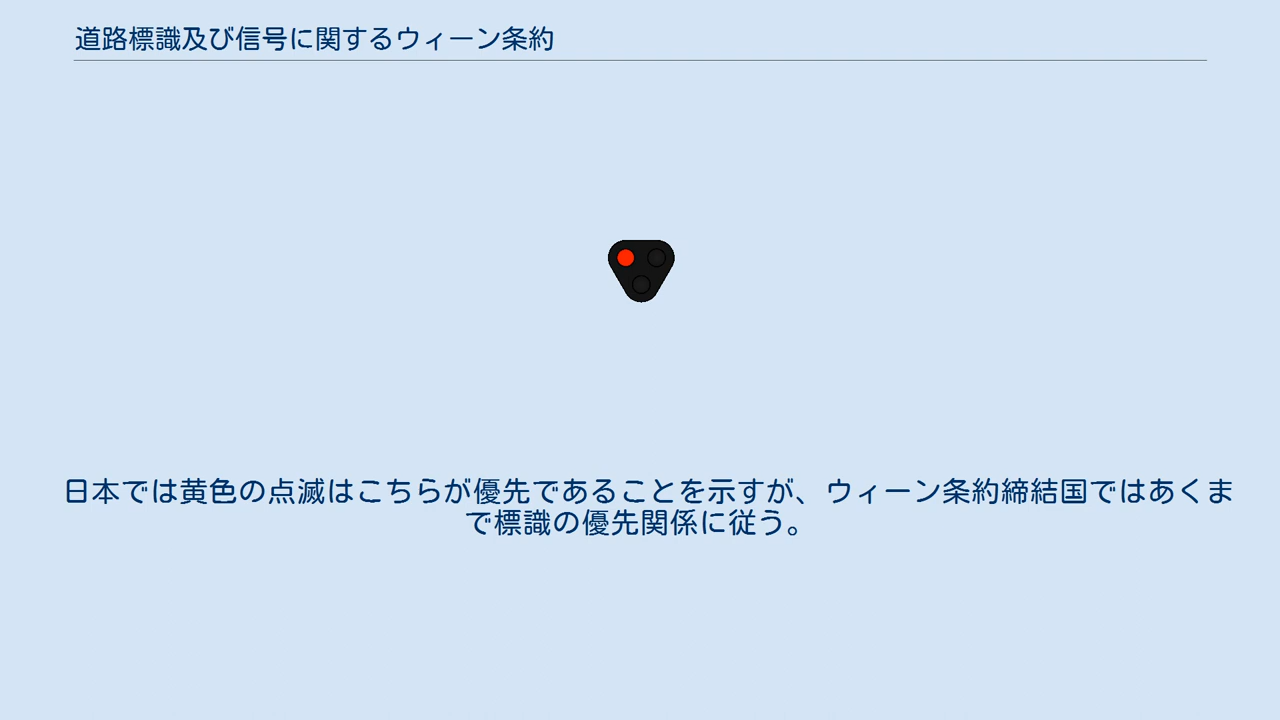 道路標識及び信号に関するウィーン条約
日本では黄色の点滅はこちらが優先であることを示すが、ウィーン条約締結国ではあくま
で標識の優先関係に従う。